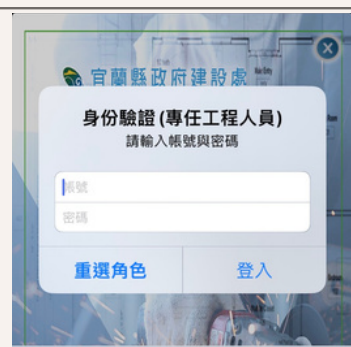 宜蘭縣政府建設處
身份驗證 (專任工程人員)
請輸入帳號與密碼
帳號
密碼
重選角色
登入